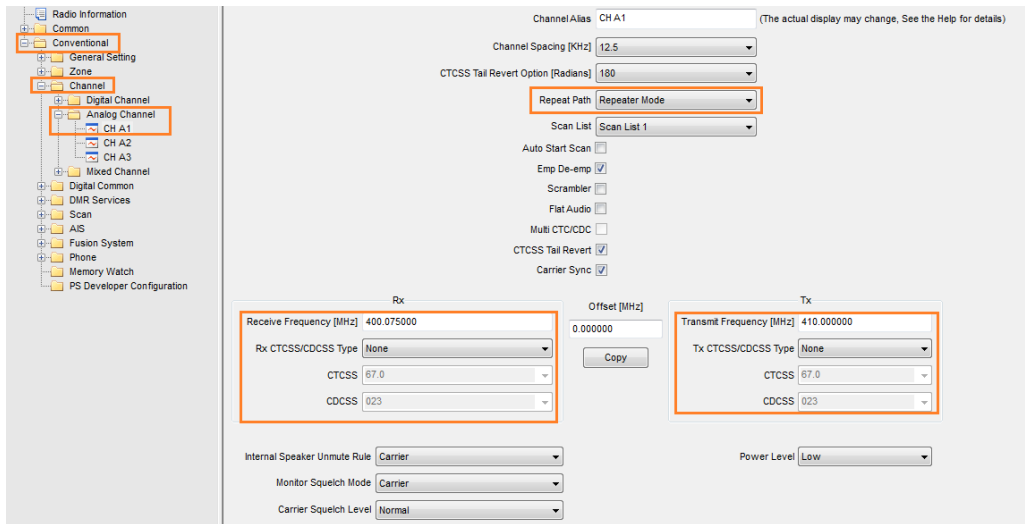 Radio Information
Common
Conventional
General Setting
Zone
Channel
Digital Channel
Analog Channel
CH A1
CH A2
CH A3
Mixed Channel
Digital Common
DMR Services
Scan
AIS
Fusion System
Phone
Memory Watch
PS Developer Configuration
Channel Alias CH A1 (The actual display may change, See the Help for details)
Channel Spacing [KHz] 12.5
CTCSS Tail Revert Option [Radians] 180
Repeat Path Repeater Mode
Scan List Scan List 1
Auto Start Scan
Emp De-emp
Scrambler
Flat Audio
Multi CTC/CDC
CTCSS Tail Revert
Carrier Sync
Rx
Receive Frequency [MHz] 400.075000
Rx CTCSS/CDCSS Type None
CTCSS 67.0
CDCSS 023
Offset [MHz]
0.000000
Copy
Tx
Transmit Frequency [MHz] 410.000000
Tx CTCSS/CDCSS Type None
CTCSS 67.0
CDCSS 023
Internal Speaker Unmute Rule Carrier
Power Level Low
Monitor Squelch Mode Carrier
Carrier Squelch Level Normal